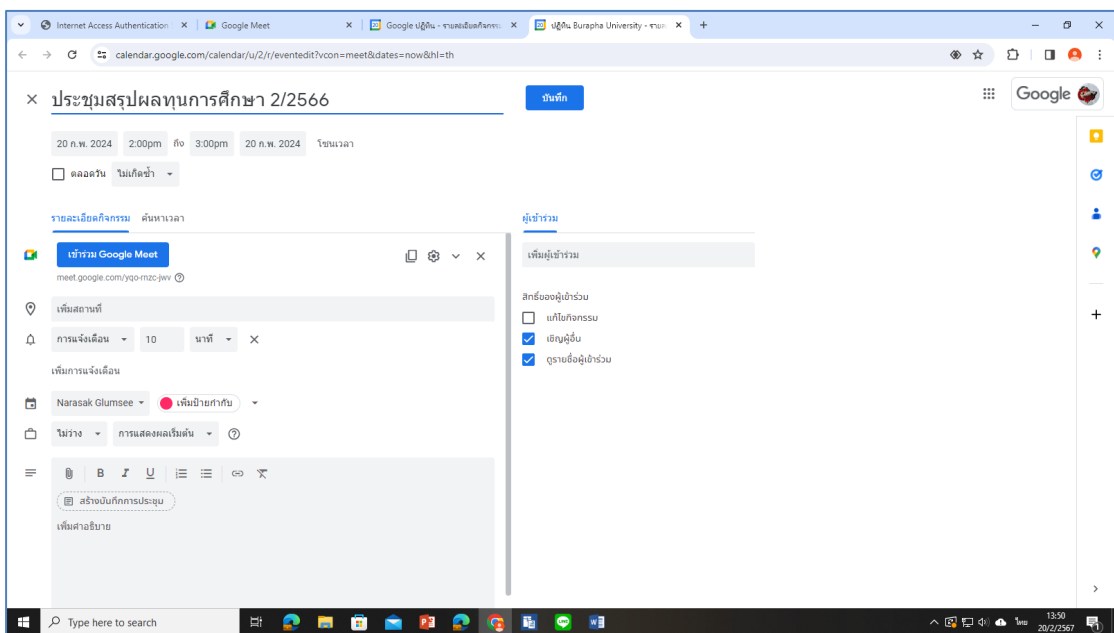 Internet Access Authentication
Google Meet
Google ปฏิทิน - รายละเอียดกิจกรรม
ปฏิทิน Burapha University - รายละ
calendar.google.com/calendar/u/2/r/eventedit?vcon=meet&dates=now&hl=th
ประชุมสรุปผลทุนการศึกษา 2/2566
บันทึก
Google
20 ก.พ. 2024 2:00pm ถึง 3:00pm 20 ก.พ. 2024 โซนเวลา
ตลอดวัน ไม่เกิดซ้ำ
รายละเอียดกิจกรรม ค้นหาเวลา
ผู้เข้าร่วม
เข้าร่วม Google Meet
meet.google.com/yqo-rnzc-jwv
เพิ่มผู้เข้าร่วม
เพิ่มสถานที่
สิทธิ์ของผู้เข้าร่วม
แก้ไขกิจกรรม
การแจ้งเตือน 10 นาที
เชิญผู้อื่น
ดูรายชื่อผู้เข้าร่วม
เพิ่มการแจ้งเตือน
Narasak Glumsee เพิ่มป้ายกำกับ
ไม่ว่าง การแสดงผลเริ่มต้น
B I U
สร้างบันทึกการประชุม
เพิ่มคำอธิบาย
Type here to search
ไทย
13:50
20/2/2567